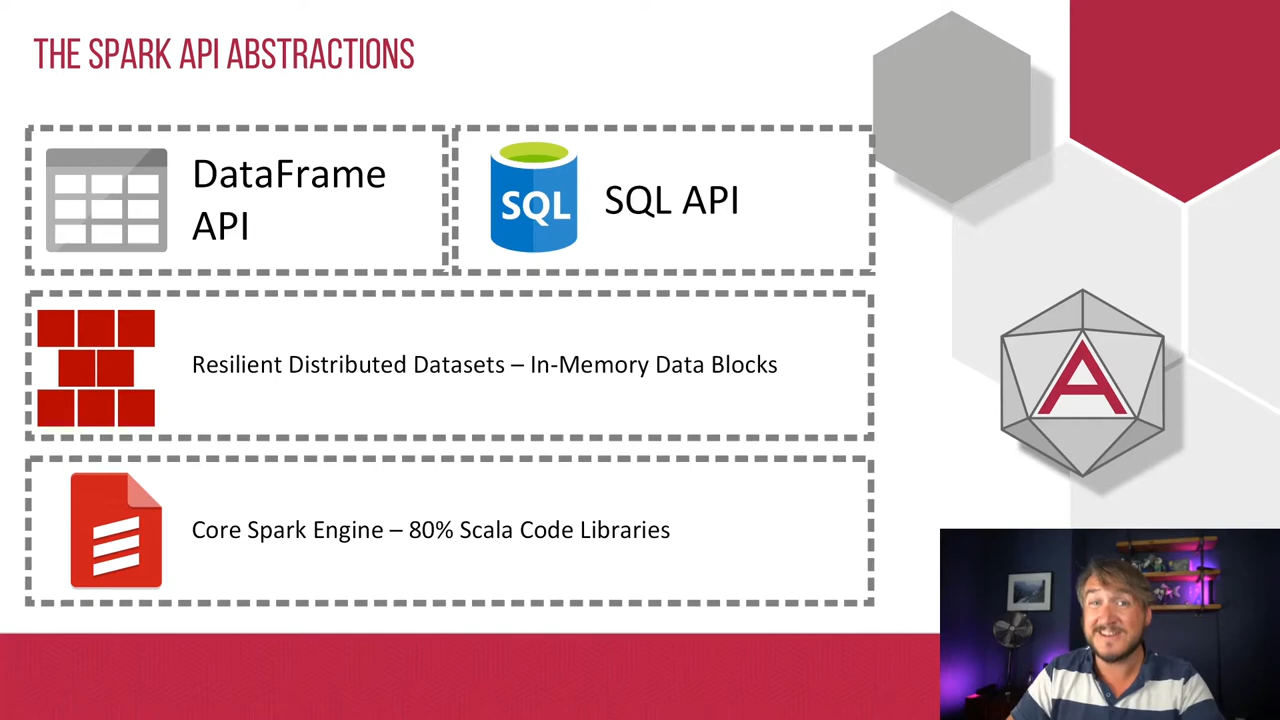 THE SPARK API ABSTRACTIONS
DataFrame
API
SQL
SQL API
Resilient Distributed Datasets – In-Memory Data Blocks
Core Spark Engine – 80% Scala Code Libraries
A